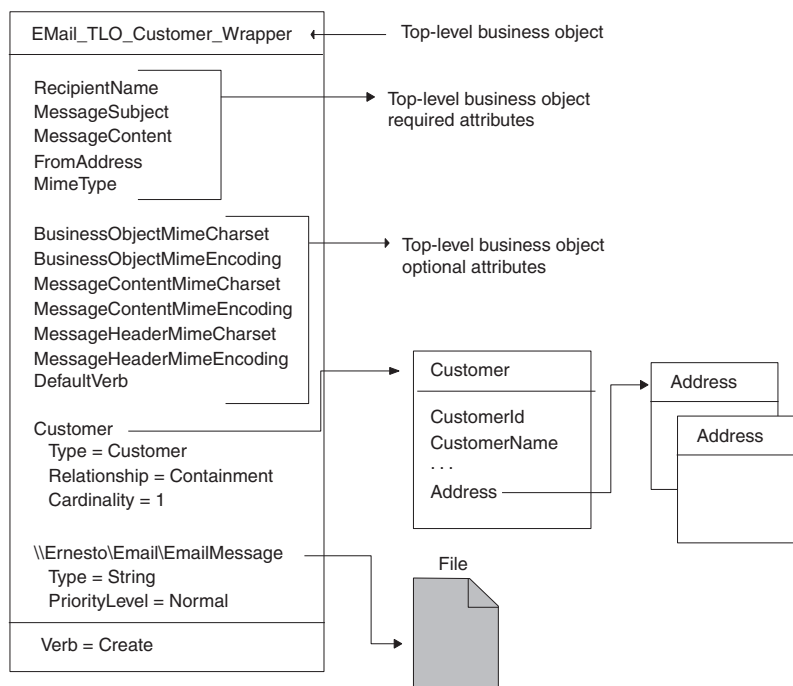 EMail_TLO_Customer_Wrapper
Top-level business object
RecipientName
MessageSubject
MessageContent
FromAddress
MimeType
Top-level business object
required attributes
BusinessObjectMimeCharset
BusinessObjectMimeEncoding
MessageContentMimeCharset
MessageContentMimeEncoding
MessageHeaderMimeCharset
MessageHeaderMimeEncoding
DefaultVerb
Top-level business object
optional attributes
Customer
Type = Customer
Relationship = Containment
Cardinality = 1
\\Ernesto\Email\EmailMessage
Type = String
PriorityLevel = Normal
Verb = Create
Customer
CustomerId
CustomerName
. . .
Address
Address
Address
File